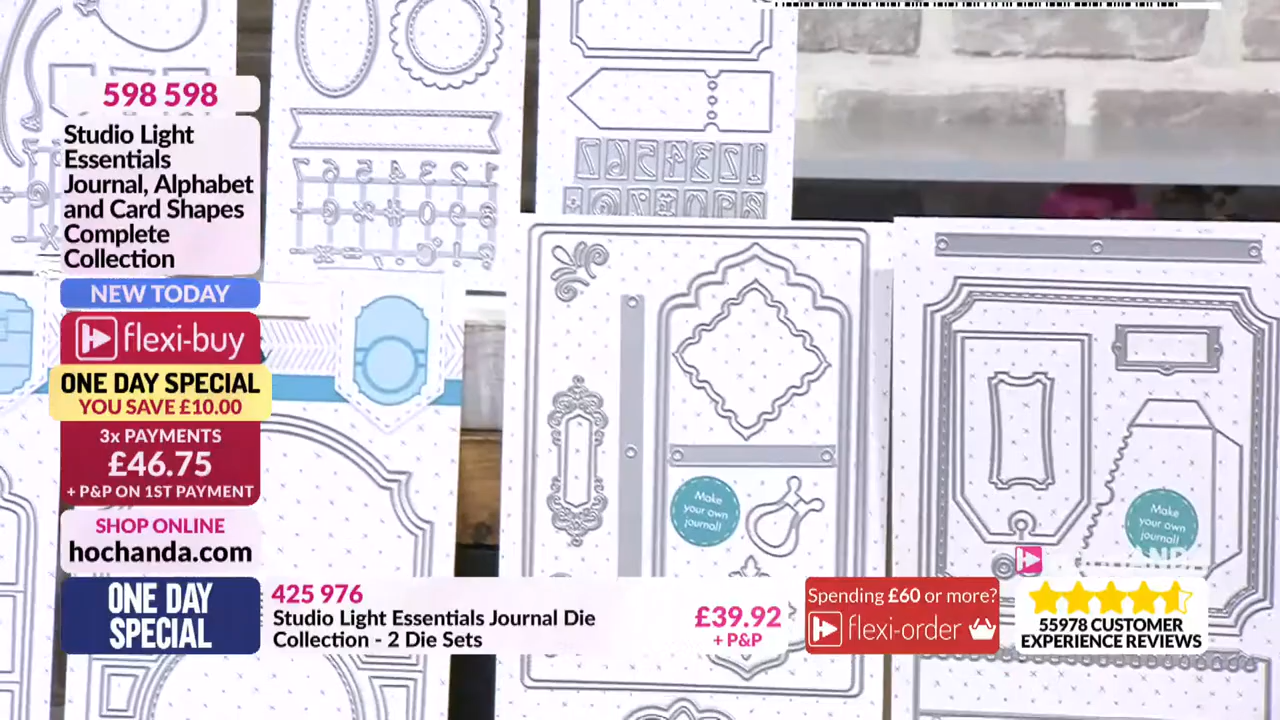 598 598
Studio Light
Essentials
Journal, Alphabet
and Card Shapes
Complete
Collection
NEW TODAY
flexi-buy
ONE DAY SPECIAL
YOU SAVE £10.00
3x PAYMENTS
£46.75
+ P&P ON 1ST PAYMENT
SHOP ONLINE
hochanda.com
ONE DAY
SPECIAL
425 976
Studio Light Essentials Journal Die
Collection - 2 Die Sets
£39.92
+ P&P
Spending £60 or more?
flexi-order
55978 CUSTOMER
EXPERIENCE REVIEWS
Make
your own
journal!
Make
your own
journal!